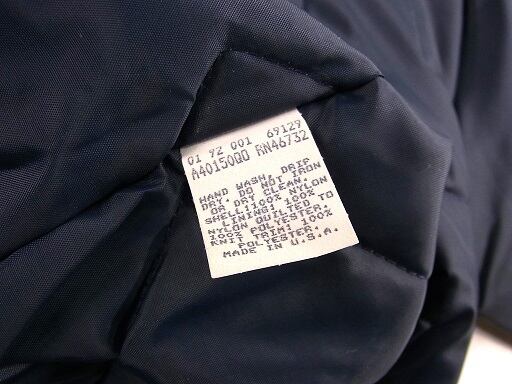 01 92 001 69129
A40150QD RN46732
HAND WASH, DRIP
DRY. DO NOT IRON
OR DRY CLEAN.
SHELL:100% NYLON
LINING: 100%
NYLON QUILTED TO
100% POLYESTER.
KNIT TRIM: 100%
POLYESTER.
MADE IN U.S.A.